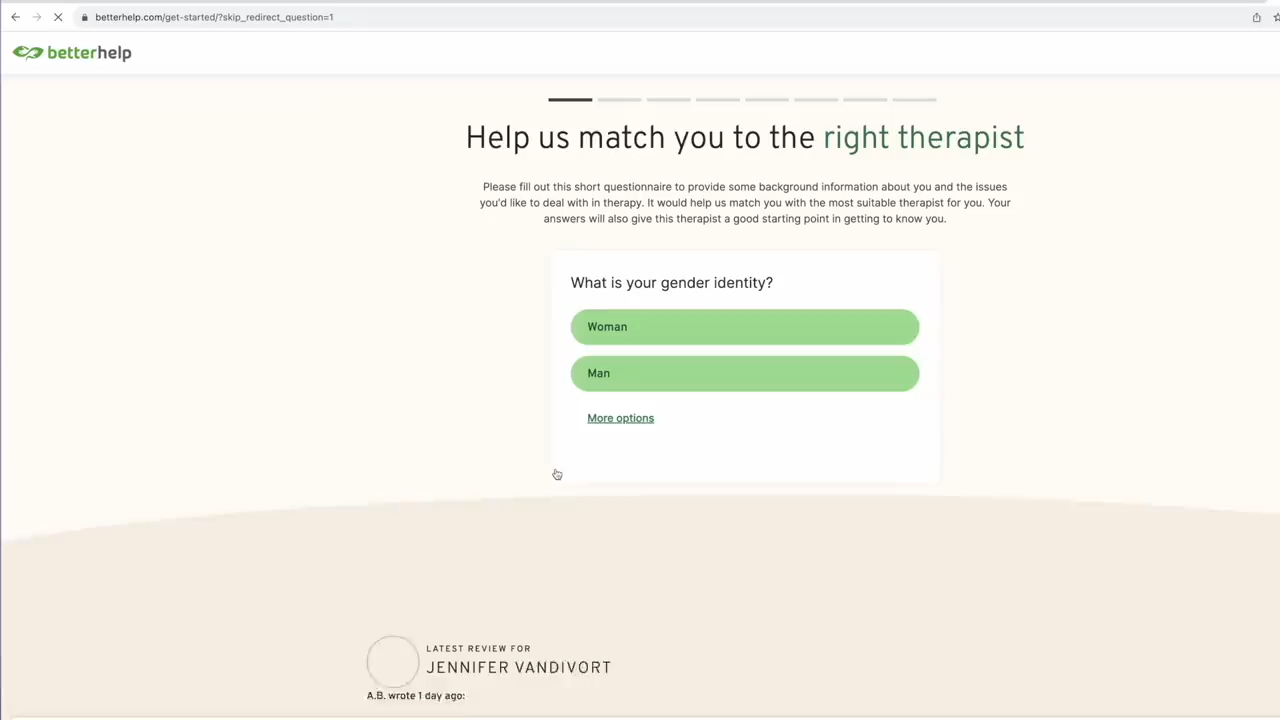 betterhelp.com/get-started/?skip_redirect_question=1
betterhelp
Help us match you to the right therapist
Please fill out this short questionnaire to provide some background information about you and the issues
you'd like to deal with in therapy. It would help us match you with the most suitable therapist for you. Your
answers will also give this therapist a good starting point in getting to know you.
What is your gender identity?
Woman
Man
More options
LATEST REVIEW FOR
JENNIFER VANDIVORT
A.B. wrote 1 day ago: